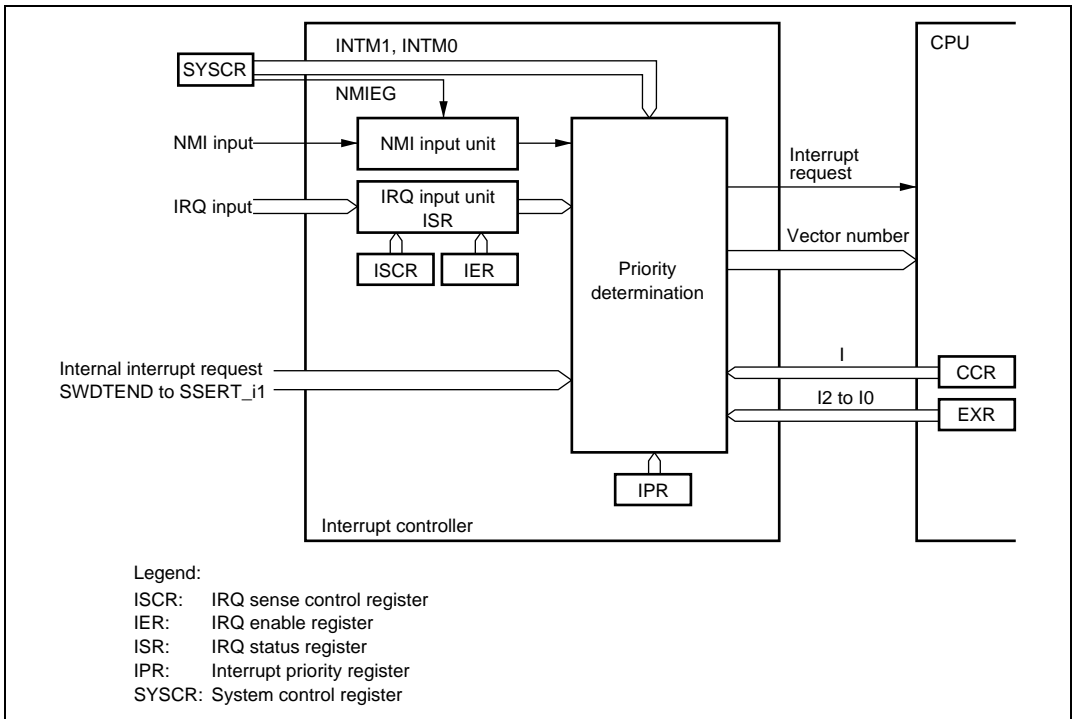 INTM1, INTM0
CPU
SYSCR
NMIEG
NMI input
NMI input unit
Interrupt
request
IRQ input
IRQ input unit
ISR
Vector number
ISCR
IER
Priority
determination
Internal interrupt request
SWDTEND to SSERT_i1
I
CCR
I2 to I0
EXR
IPR
Interrupt controller
Legend:
ISCR: IRQ sense control register
IER: IRQ enable register
ISR: IRQ status register
IPR: Interrupt priority register
SYSCR: System control register